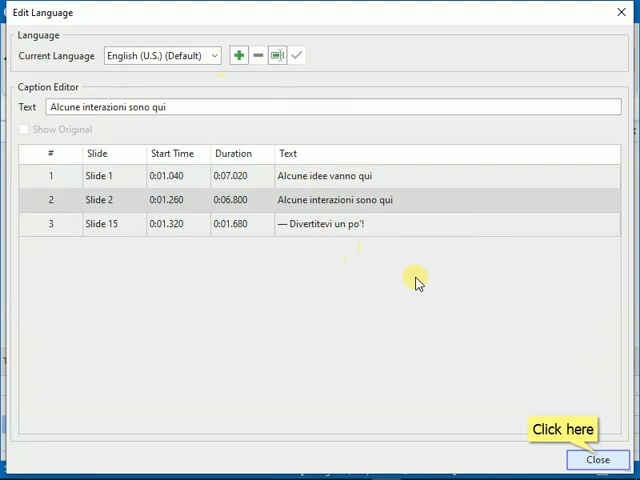 Edit Language
Language
Current Language English (U.S.) (Default)
Caption Editor
Text Alcune interazioni sono qui
Show Original
# Slide Start Time Duration Text
1 Slide 1 0:01.040 0:07.020 Alcune idee vanno qui
2 Slide 2 0:01.260 0:06.800 Alcune interazioni sono qui
3 Slide 15 0:01.320 0:01.680 — Divertitevi un po'!
Click here
Close